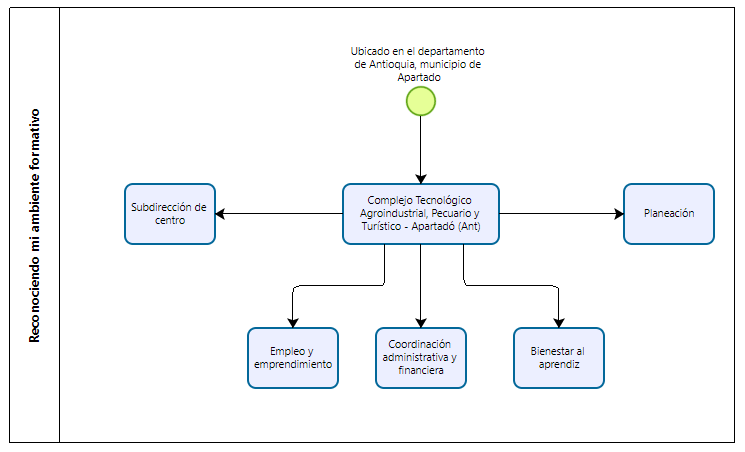 Reconociendo mi ambiente formativo
Ubicado en el departamento
de Antioquia, municipio de
Apartado
Subdirección de
centro
Complejo Tecnológico
Agroindustrial, Pecuario y
Turístico - Apartadó (Ant)
Planeación
Empleo y
emprendimiento
Coordinación
administrativa y
financiera
Bienestar al
aprendiz